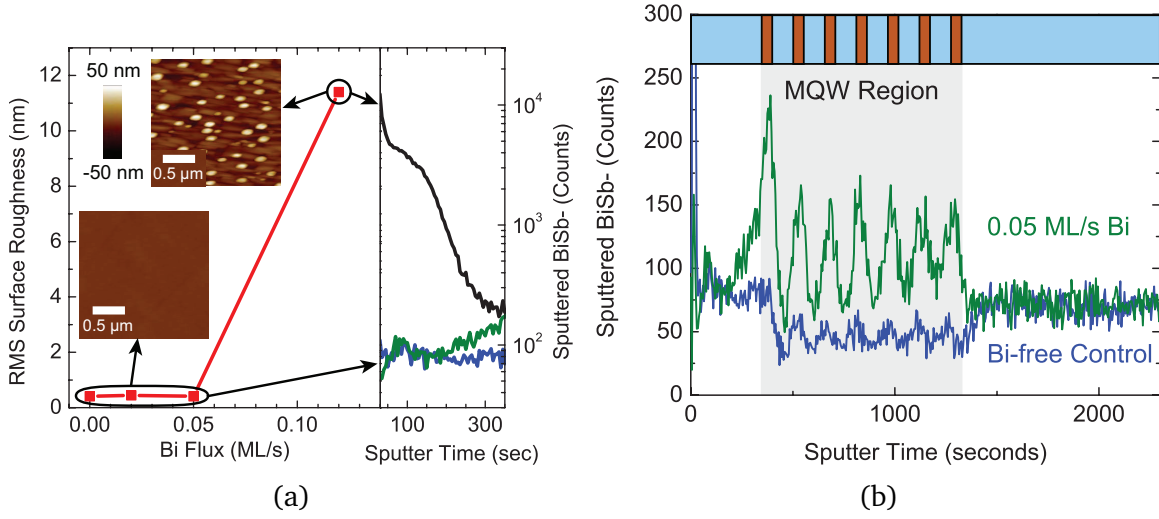 50 nm
-50 nm
0.5 µm
0.5 µm
RMS Surface Roughness (nm)
12
10
8
6
4
2
0
0.00
0.05
0.10
Bi Flux (ML/s)
100
300
Sputter Time (sec)
10⁴
10³
10²
Sputtered BiSb- (Counts)
(a)
Sputtered BiSb- (Counts)
300
250
200
150
100
50
0
MQW Region
0.05 ML/s Bi
Bi-free Control
0
1000
2000
Sputter Time (seconds)
(b)